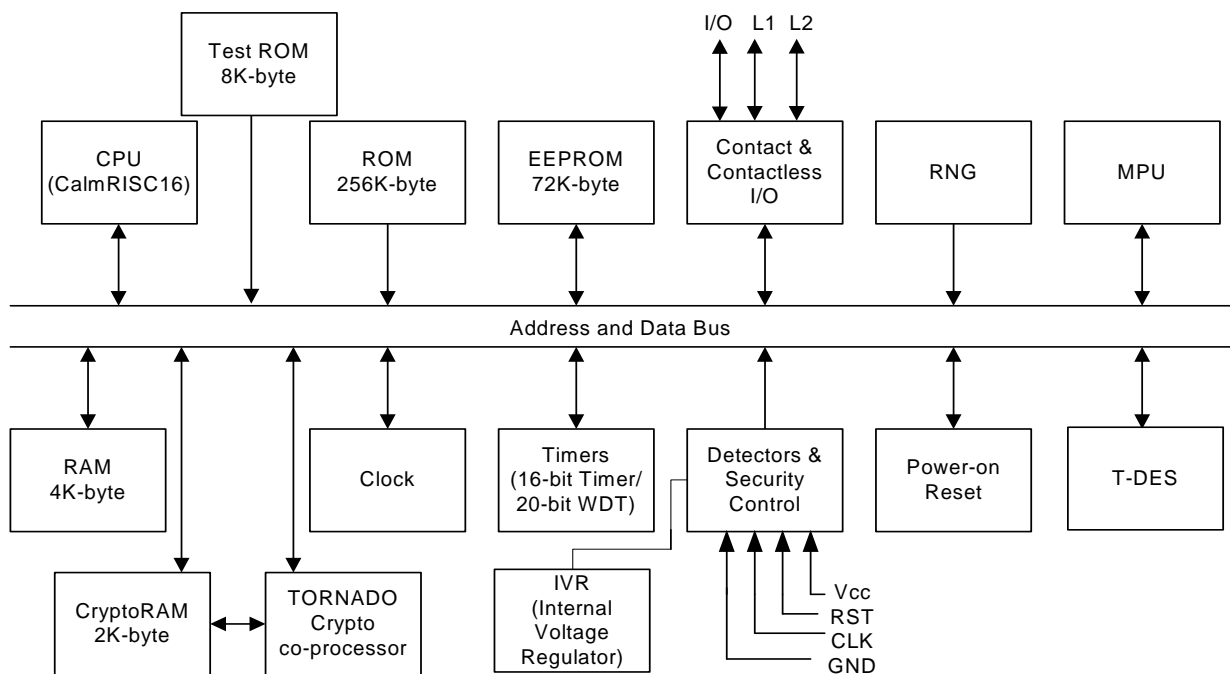 I/O L1 L2
Test ROM
8K-byte
CPU
(CalmRISC16)
ROM
256K-byte
EEPROM
72K-byte
Contact &
Contactless
I/O
RNG
MPU
Address and Data Bus
RAM
4K-byte
Clock
Timers
(16-bit Timer/
20-bit WDT)
Detectors &
Security
Control
Power-on
Reset
T-DES
CryptoRAM
2K-byte
TORNADO
Crypto
co-processor
IVR
(Internal
Voltage
Regulator)
Vcc
RST
CLK
GND